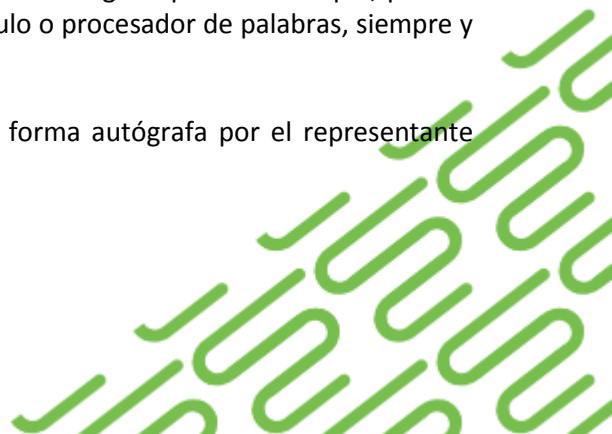 ulo o procesador de palabras, siempre y
forma autógrafa por el representante